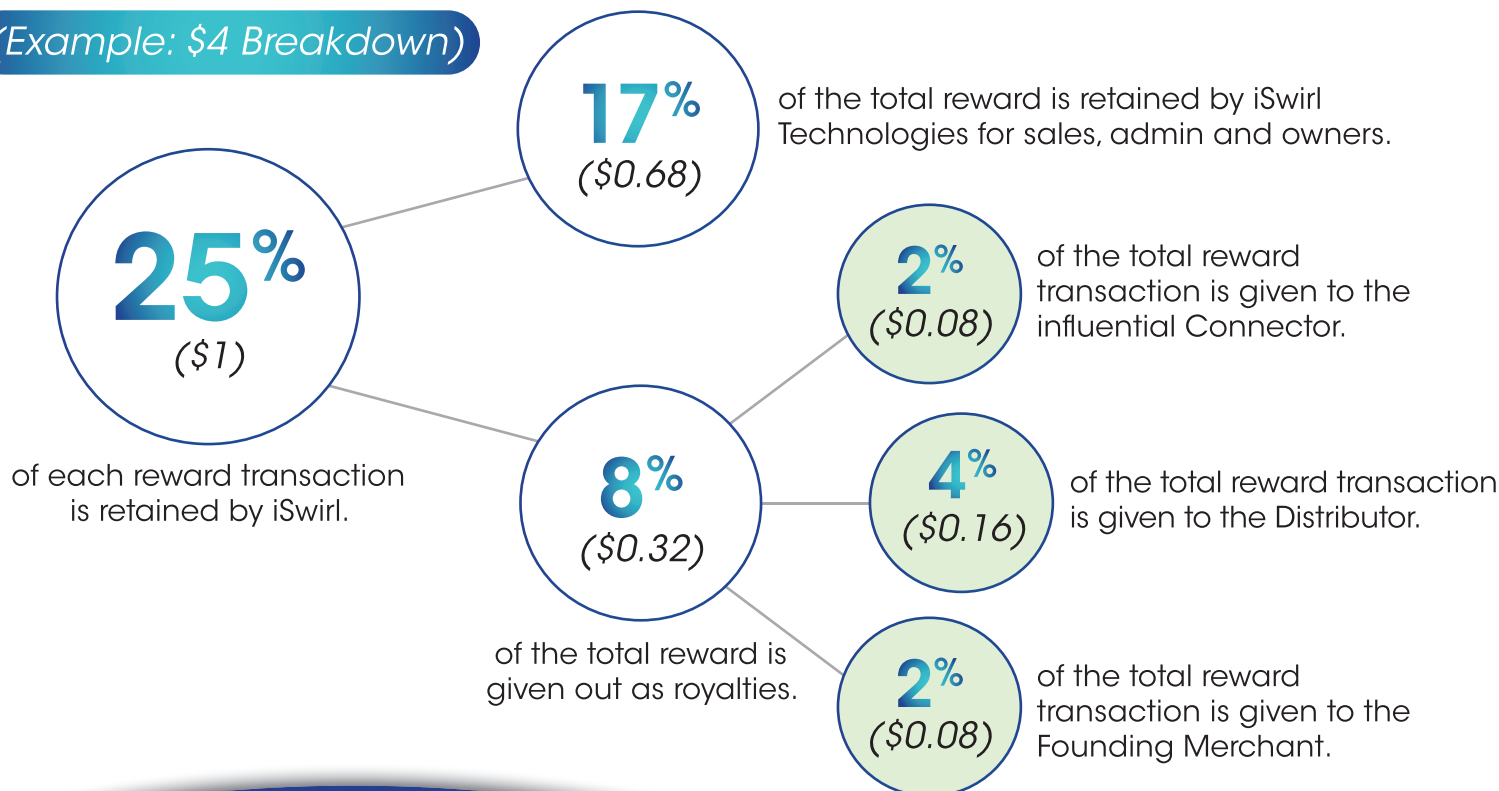 (Example: $4 Breakdown)
17%
($0.68)
of the total reward is retained by iSwirl
Technologies for sales, admin and owners.
25%
($1)
of each reward transaction
is retained by iSwirl.
8%
($0.32)
of the total reward is
given out as royalties.
2%
($0.08)
of the total reward
transaction is given to the
influential Connector.
4%
($0.16)
of the total reward transaction
is given to the Distributor.
2%
($0.08)
of the total reward
transaction is given to the
Founding Merchant.